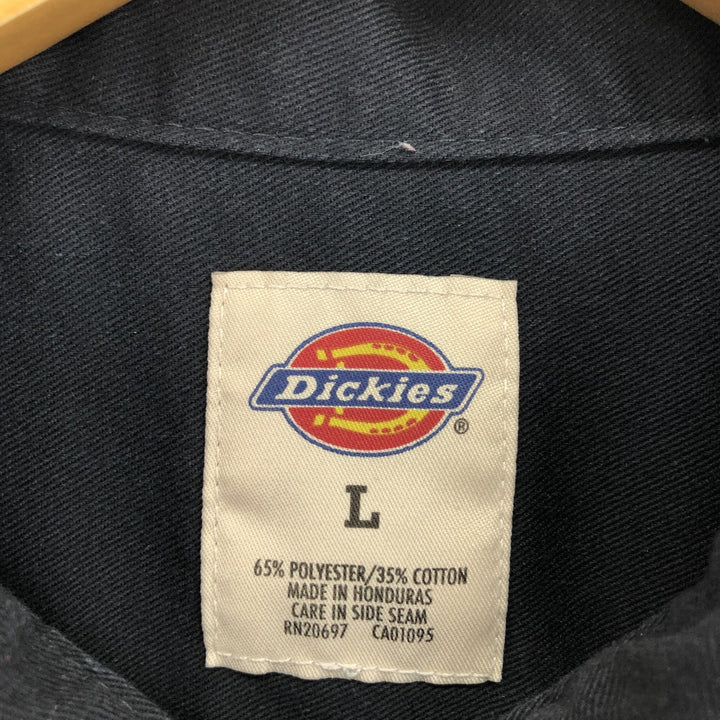 Dickies
®
L
65% POLYESTER/35% COTTON
MADE IN HONDURAS
CARE IN SIDE SEAM
RN20697 CA01095